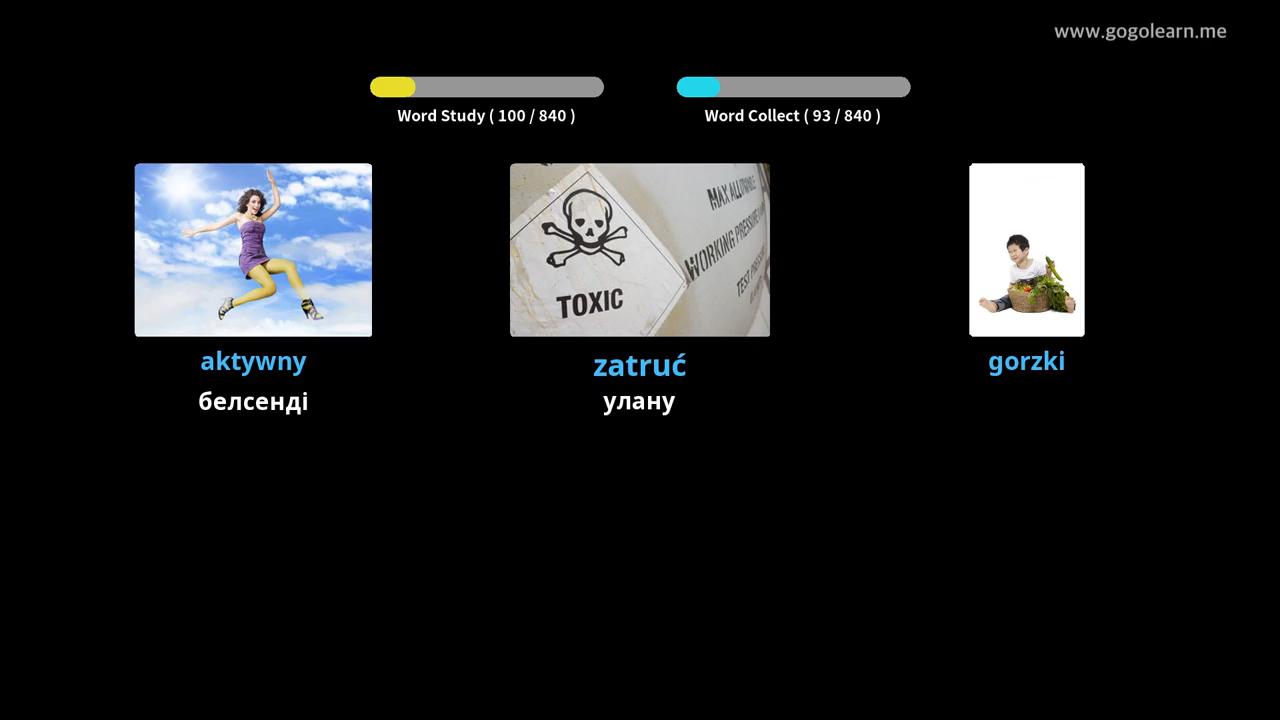 www.gogolearn.me
Word Study ( 100 / 840 )
Word Collect ( 93 / 840 )
TOXIC
MAX ALLOWABLE
WORKING PRESSURE
aktywny
zatruć
gorzki
белсенді
улану